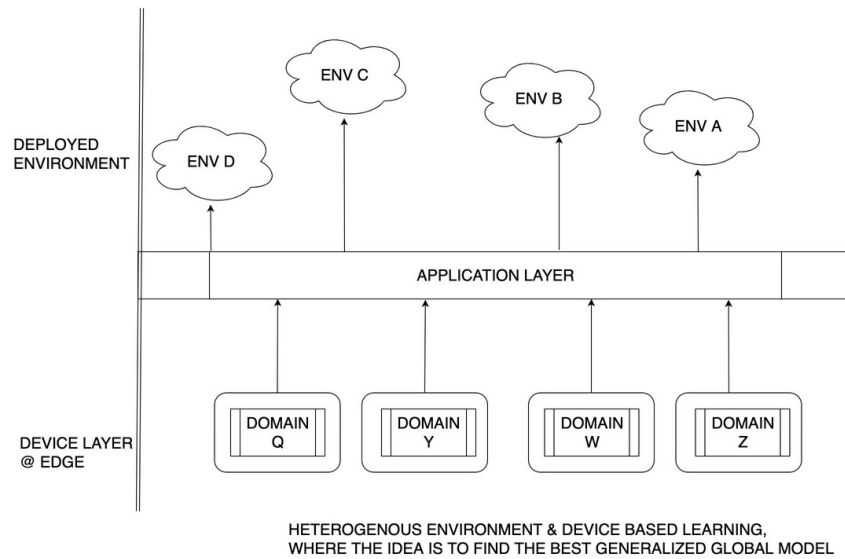 ENV C
ENV B
ENV A
DEPLOYED
ENVIRONMENT
ENV D
APPLICATION LAYER
DOMAIN
Q
DOMAIN
Y
DOMAIN
W
DOMAIN
Z
DEVICE LAYER
@ EDGE
HETEROGENOUS ENVIRONMENT & DEVICE BASED LEARNING,
WHERE THE IDEA IS TO FIND THE BEST GENERALIZED GLOBAL MODEL